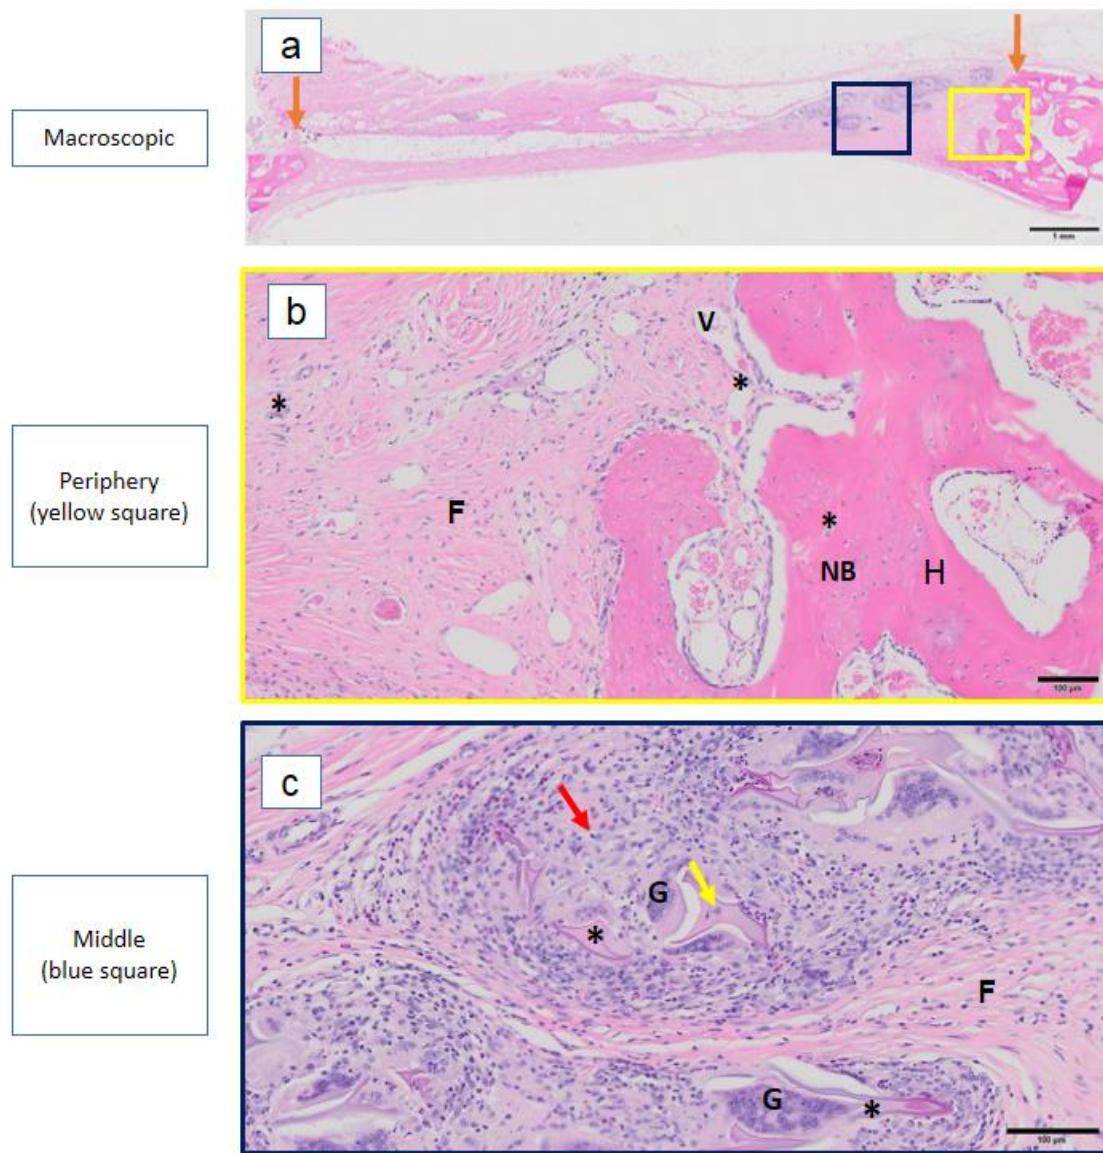 a
Macroscopic
1 mm
b
V
*
*
Periphery
(yellow square)
F
*
NB
H
100 µm
c
G
*
Middle
(blue square)
F
G
*
100 µm